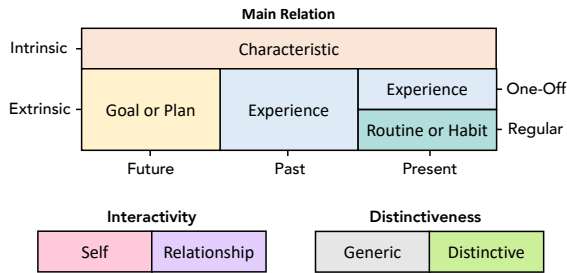 Main Relation
Intrinsic
Characteristic
Extrinsic
Goal or Plan
Experience
Experience
One-Off
Routine or Habit
Regular
Future
Past
Present
Interactivity
Distinctiveness
Self
Relationship
Generic
Distinctive